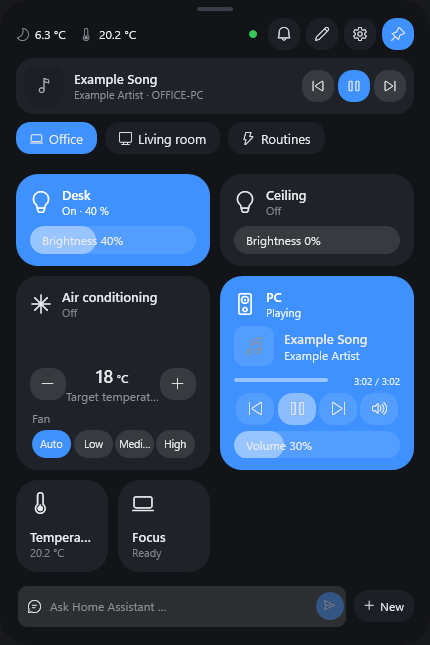 6.3 °C 20.2 °C
Example Song
Example Artist · OFFICE-PC
Office Living room Routines
Desk
On · 40 %
Brightness 40%
Ceiling
Off
Brightness 0%
Air conditioning
Off
18 °C
Target temperat...
Fan
Auto Low Medi... High
PC
Playing
Example Song
Example Artist
3:02 / 3:02
Volume 30%
Tempera...
20.2 °C
Focus
Ready
Ask Home Assistant ...
New